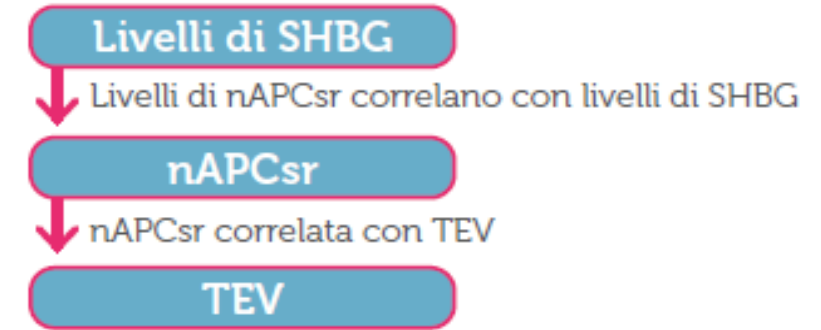 Livelli di SHBG
Livelli di nAPCsr correlano con livelli di SHBG
nAPCsr
nAPCsr correlata con TEV
TEV